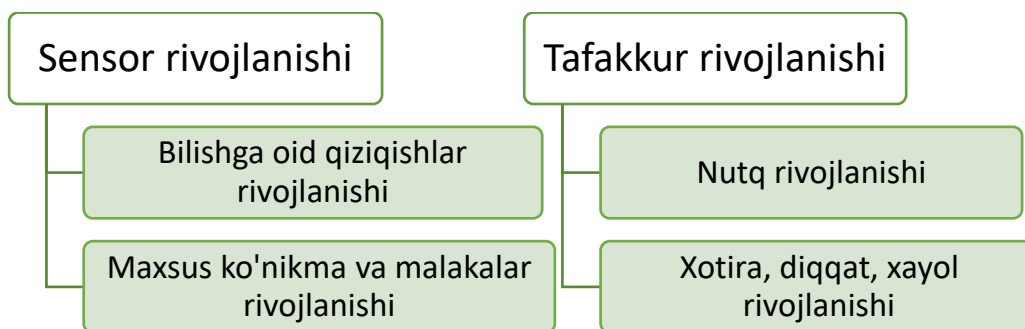 Sensor rivojlanishi
Bilishga oid qiziqishlar
rivojlanishi
Maxsus ko'nikma va malakalar
rivojlanishi
Tafakkur rivojlanishi
Nutq rivojlanishi
Xotira, diqqat, xayol
rivojlanishi